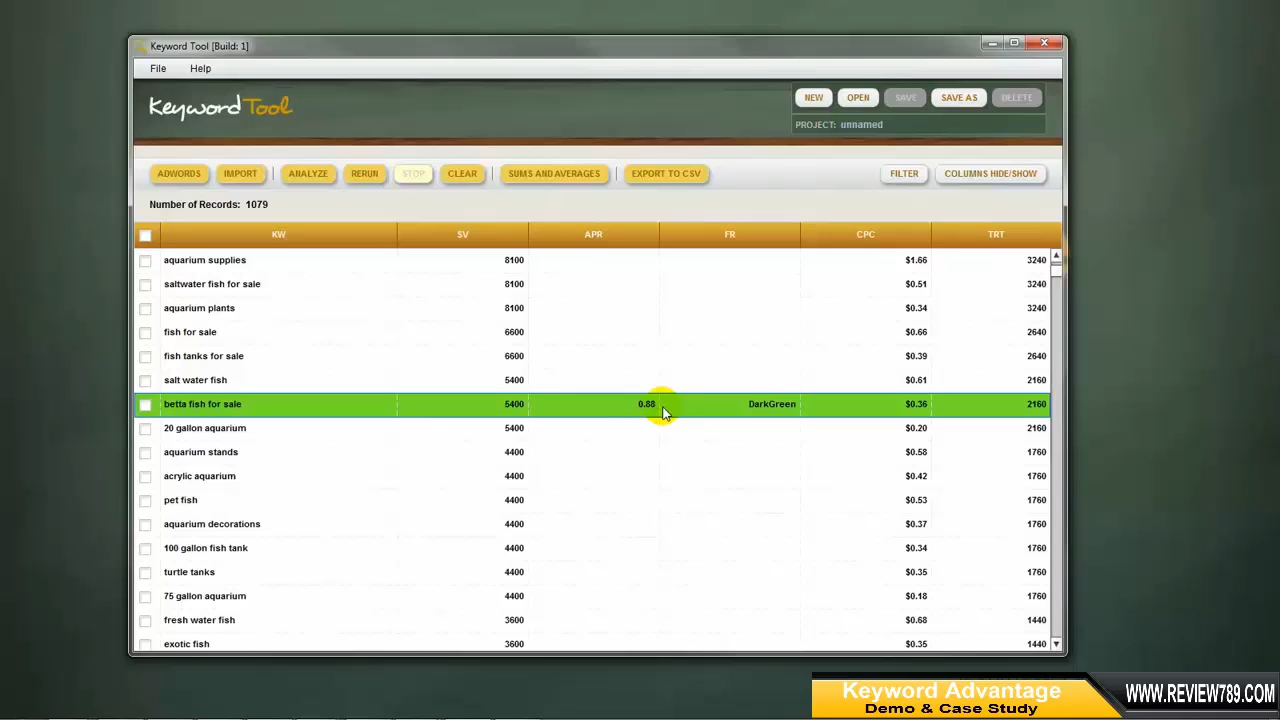 Keyword Tool [Build: 1]
File Help
KeywordTool
NEW OPEN SAVE SAVE AS DELETE
PROJECT: unnamed
ADWORDS IMPORT ANALYZE RERUN STOP CLEAR SUMS AND AVERAGES EXPORT TO CSV FILTER COLUMNS HIDE/SHOW
Number of Records: 1079
KW SV APR FR CPC TRT
aquarium supplies 8100 $1.66 3240
saltwater fish for sale 8100 $0.51 3240
aquarium plants 8100 $0.34 3240
fish for sale 6600 $0.66 2640
fish tanks for sale 6600 $0.39 2640
salt water fish 5400 $0.61 2160
betta fish for sale 5400 0.88 DarkGreen $0.36 2160
20 gallon aquarium 5400 $0.20 2160
aquarium stands 4400 $0.58 1760
acrylic aquarium 4400 $0.42 1760
pet fish 4400 $0.53 1760
aquarium decorations 4400 $0.37 1760
100 gallon fish tank 4400 $0.34 1760
turtle tanks 4400 $0.35 1760
75 gallon aquarium 4400 $0.18 1760
fresh water fish 3600 $0.68 1440
exotic fish 3600 $0.35 1440
Keyword Advantage
Demo & Case Study
WWW.REVIEW789.COM